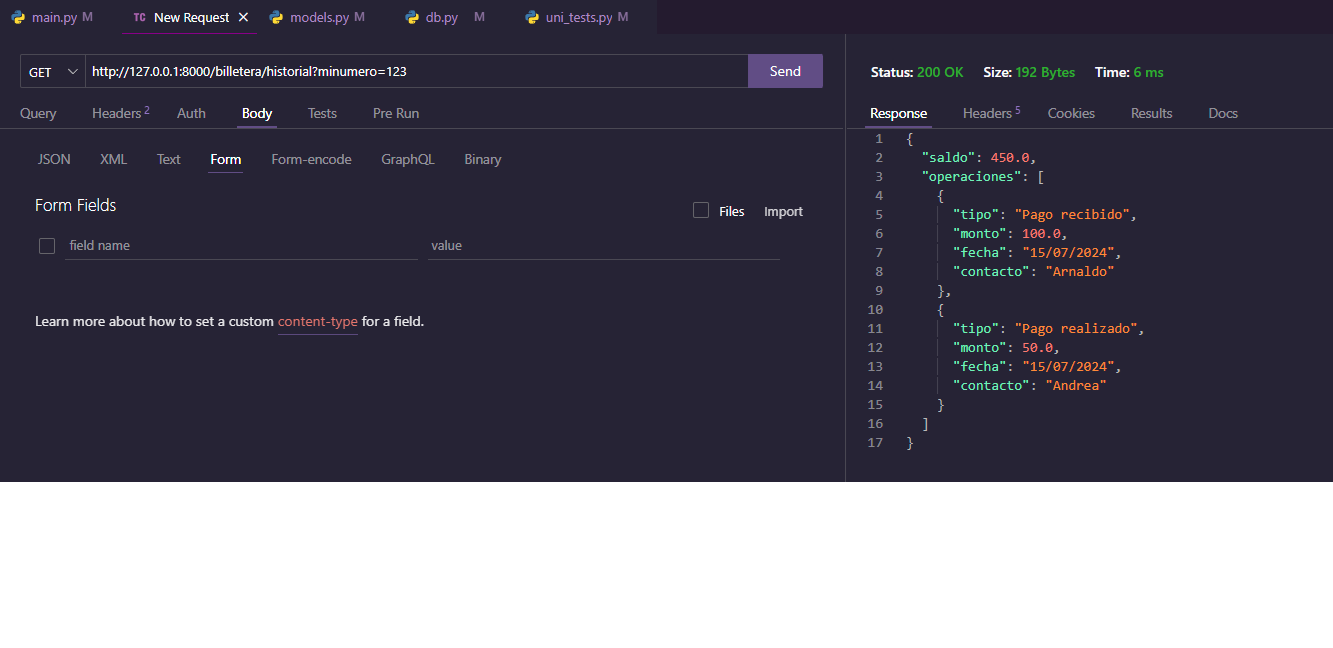 main.py M TC New Request × models.py M db.py M uni_tests.py M
GET http://127.0.0.1:8000/billetera/historial?minumero=123 Send
Query Headers 2 Auth Body Tests Pre Run
JSON XML Text Form Form-encode GraphQL Binary
Form Fields
Files Import
field name value
Learn more about how to set a custom content-type for a field.
Status: 200 OK Size: 192 Bytes Time: 6 ms
Response Headers 5 Cookies Results Docs
1 {
2 "saldo": 450.0,
3 "operaciones": [
4 {
5 "tipo": "Pago recibido",
6 "monto": 100.0,
7 "fecha": "15/07/2024",
8 "contacto": "Arnaldo"
9 },
10 {
11 "tipo": "Pago realizado",
12 "monto": 50.0,
13 "fecha": "15/07/2024",
14 "contacto": "Andrea"
15 }
16 ]
17 }